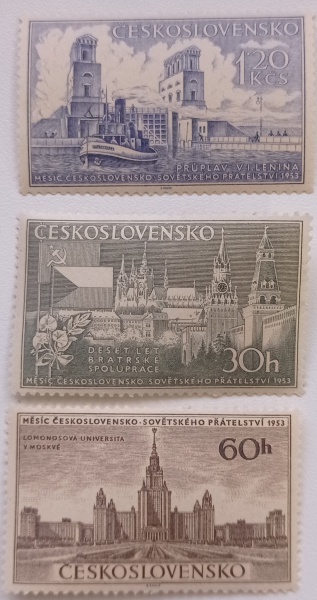 ČESKOSLOVENSKO
1.20
KČS
PRŮPLAV V.I.LENINA
MĚSÍC ČESKOSLOVENSKO-SOVĚTSKÉHO PŘÁTELSTVÍ 1953
ČESKOSLOVENSKO
DESET LET
BRATRSKÉ
SPOLUPRÁCE
30h
MĚSÍC ČESKOSLOVENSKO-SOVĚTSKÉHO PŘÁTELSTVÍ 1953
MĚSÍC ČESKOSLOVENSKO-SOVĚTSKÉHO PŘÁTELSTVÍ 1953
LOMONOSOVA UNIVERSITA
V MOSKVĚ
60h
ČESKOSLOVENSKO